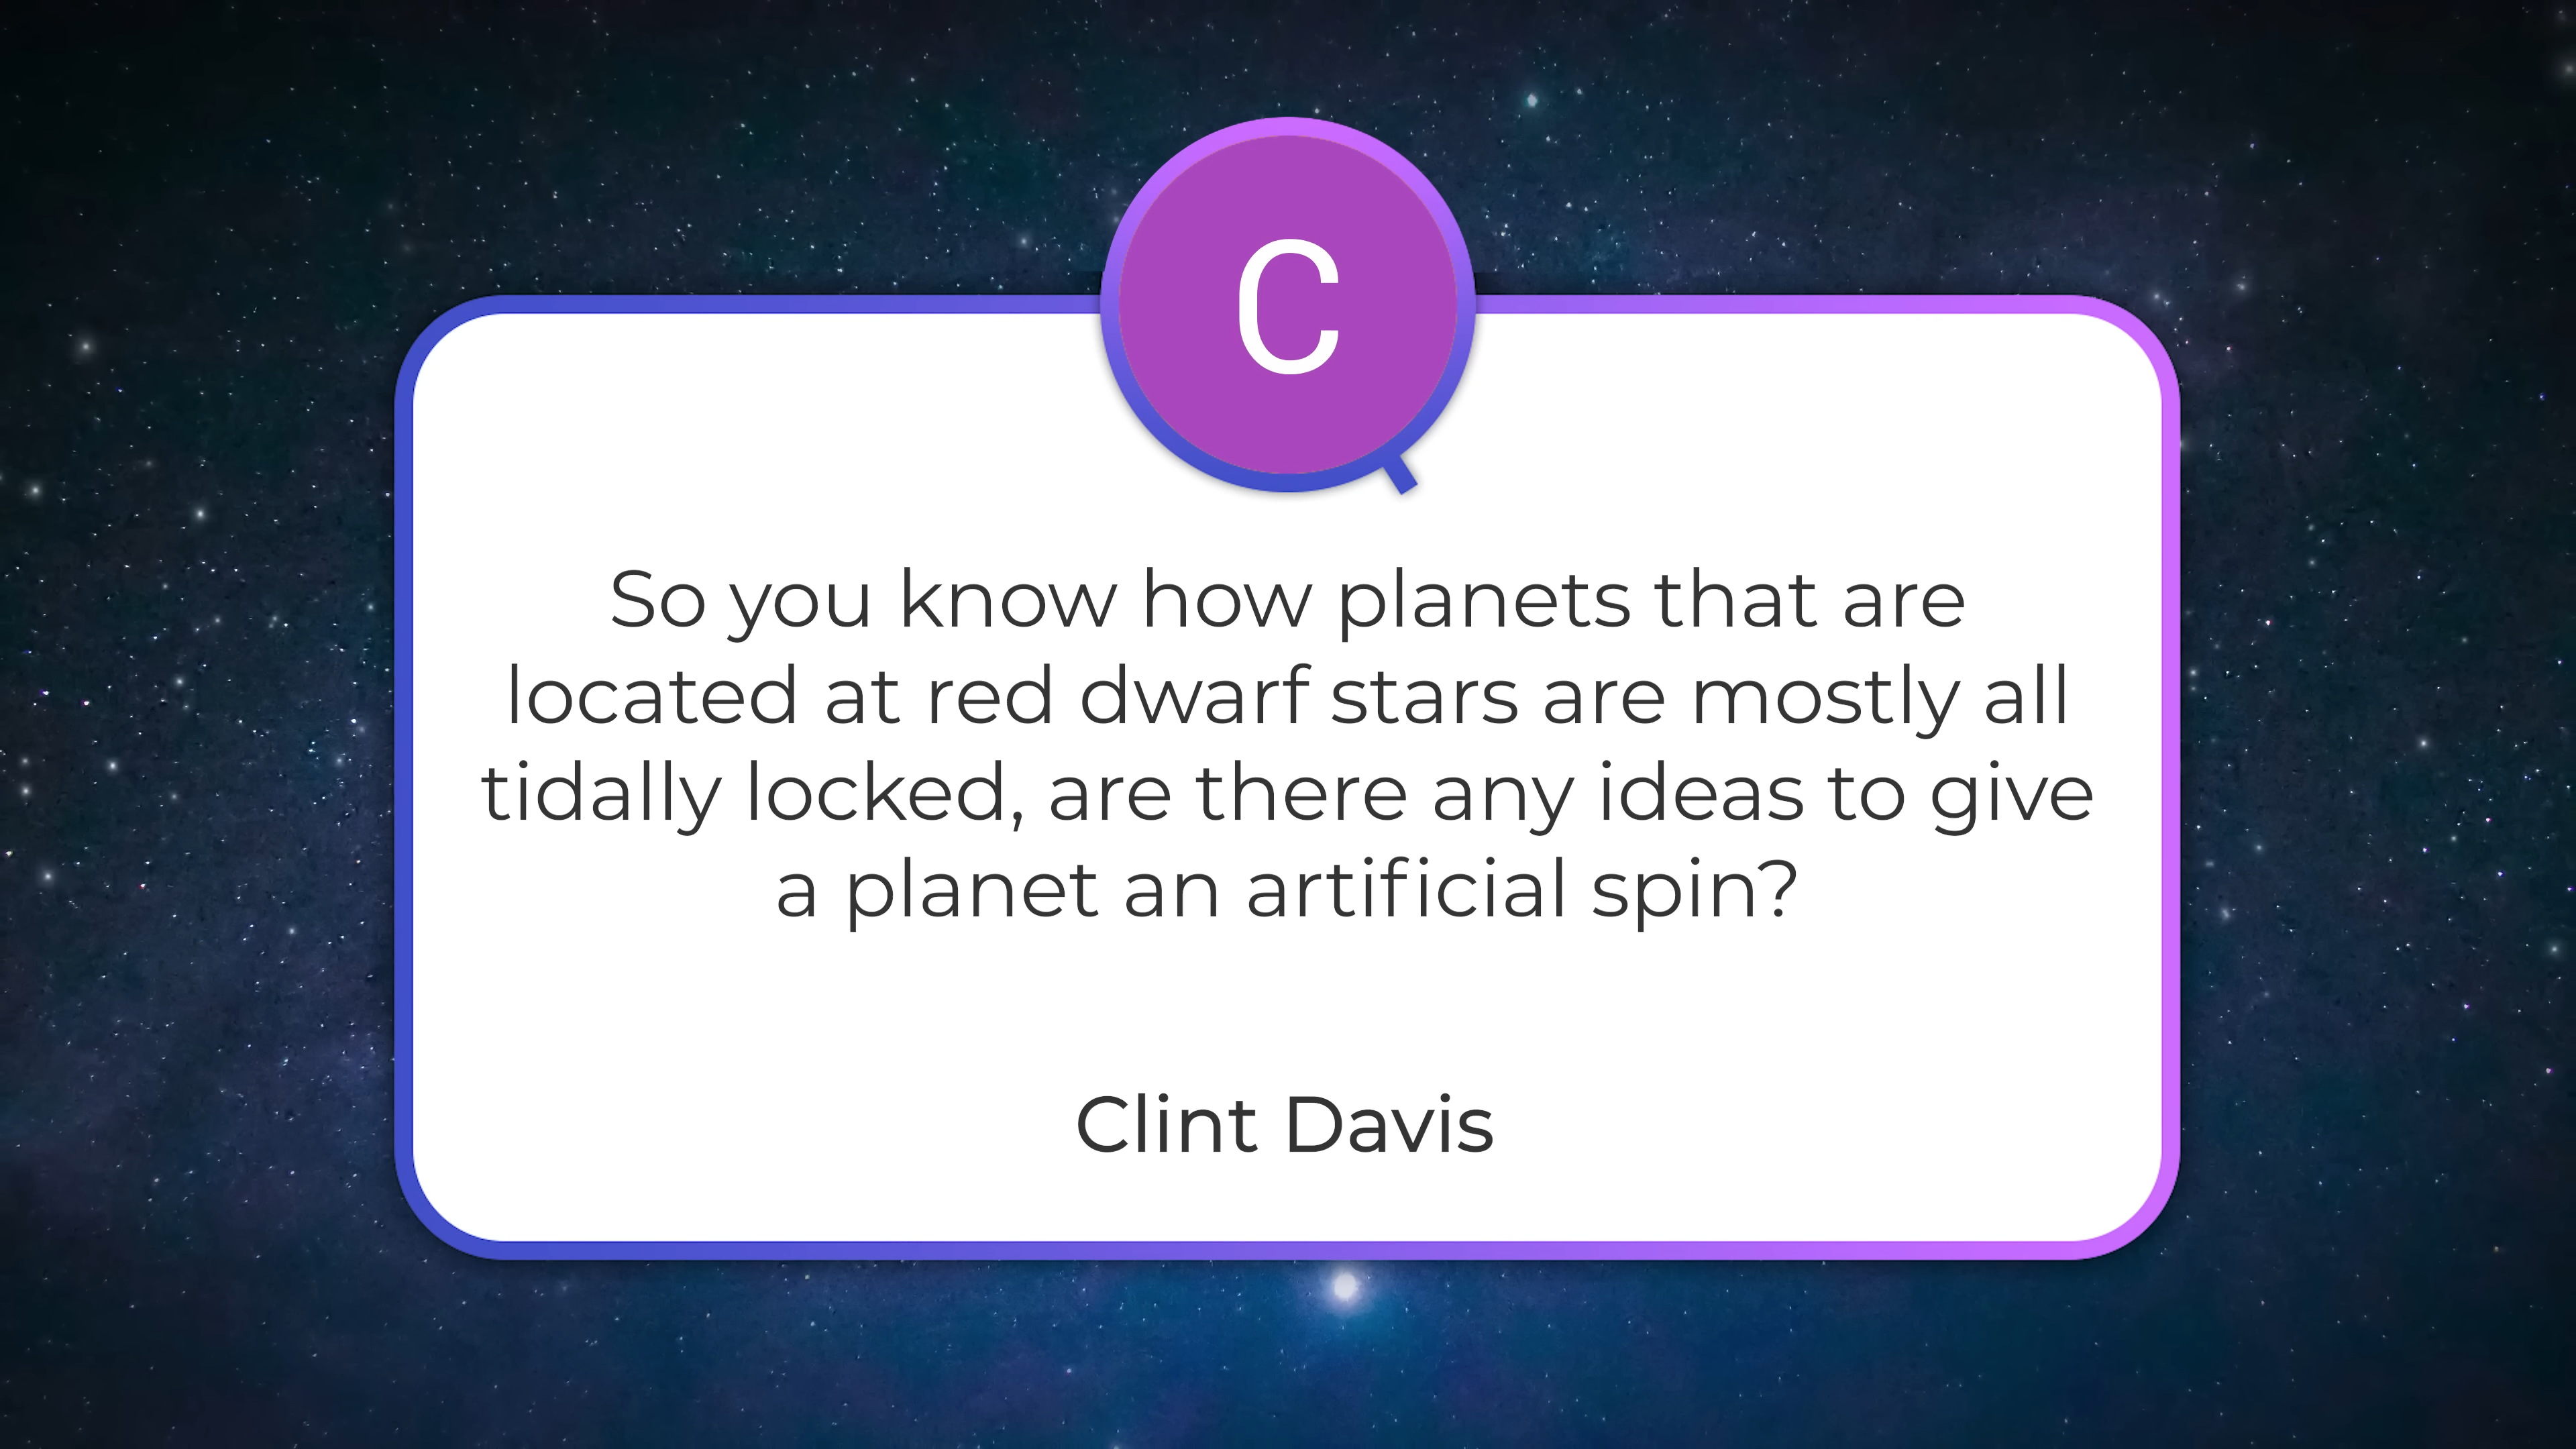 C
So you know how planets that are
located at red dwarf stars are mostly all
tidally locked, are there any ideas to give
a planet an artificial spin?
Clint Davis